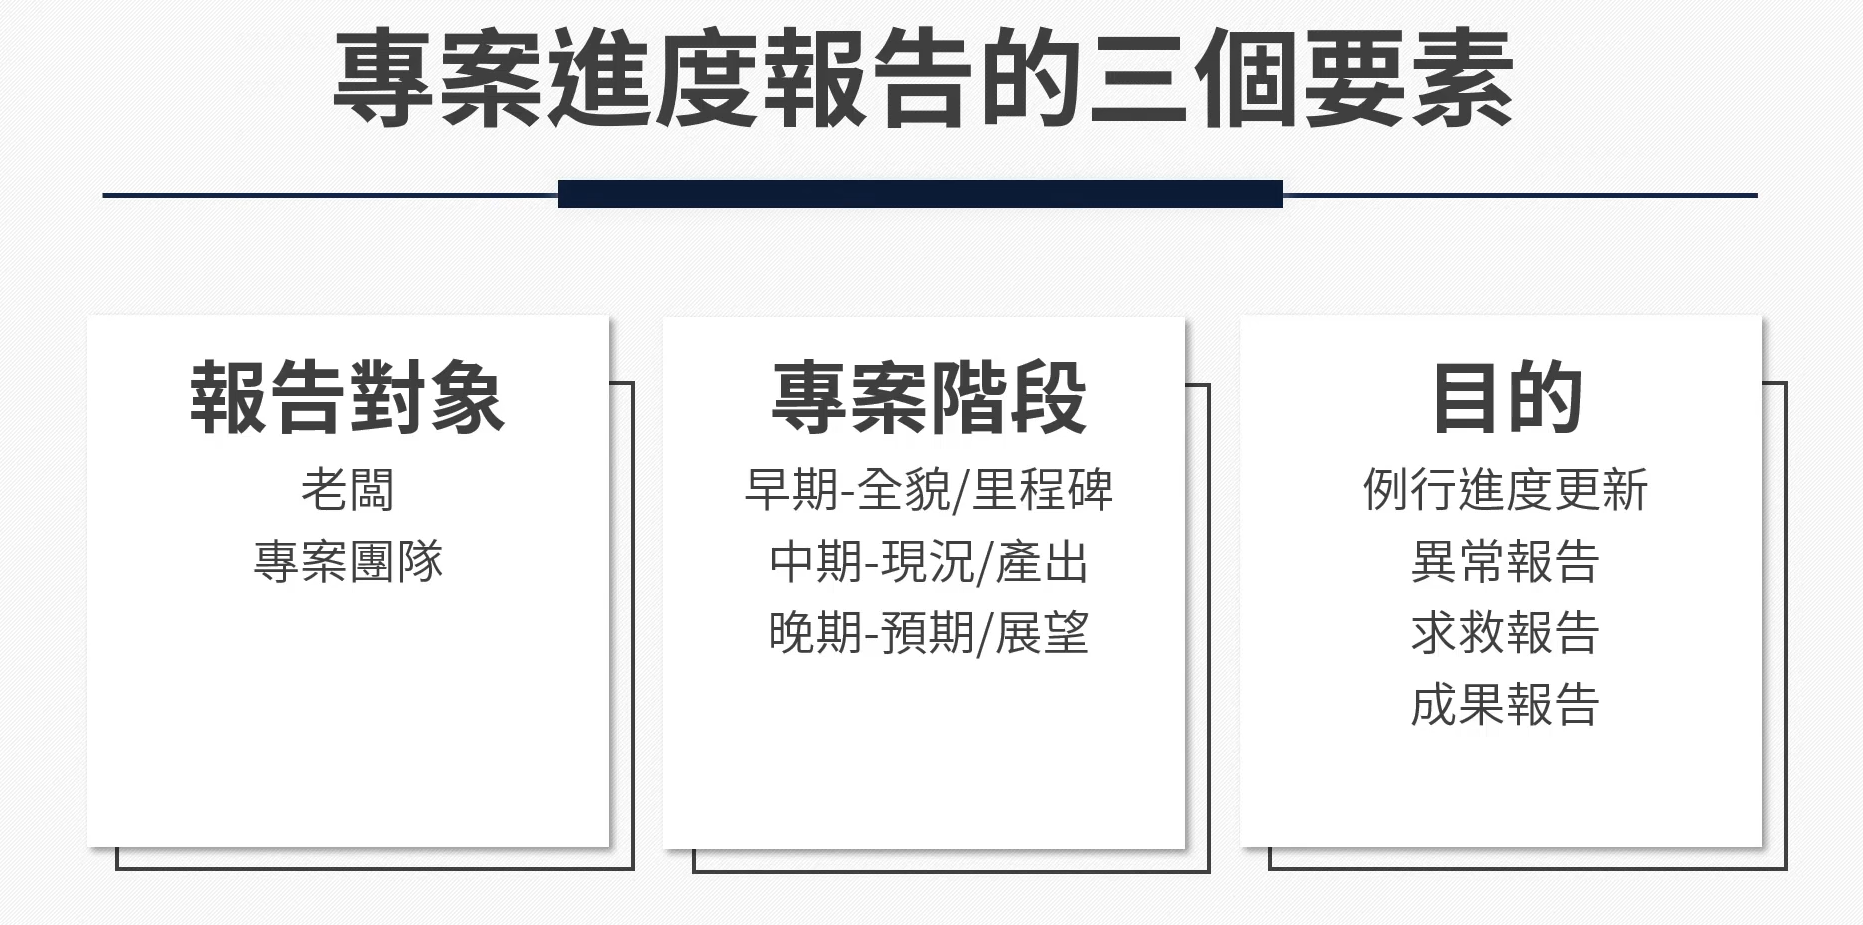 專案進度報告的三個要素
報告對象
老闆
專案團隊
專案階段
早期-全貌/里程碑
中期-現況/產出
晚期-預期/展望
目的
例行進度更新
異常報告
求救報告
成果報告